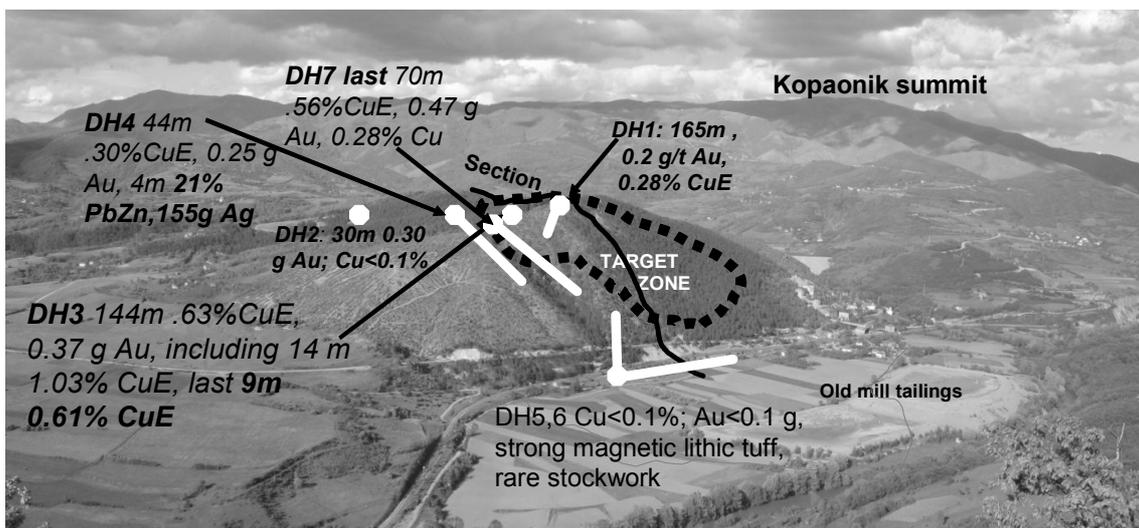 Kopaonik summit
DH7 last 70m
.56%CuE, 0.47 g
Au, 0.28% Cu
DH4 44m
.30%CuE, 0.25 g
Au, 4m 21%
PbZn,155g Ag
DH1: 165m ,
0.2 g/t Au,
0.28% CuE
Section
DH2: 30m 0.30
g Au; Cu<0.1%
TARGET
ZONE
DH3 144m .63%CuE,
0.37 g Au, including 14 m
1.03% CuE, last 9m
0.61% CuE
Old mill tailings
DH5,6 Cu<0.1%; Au<0.1 g,
strong magnetic lithic tuff,
rare stockwork